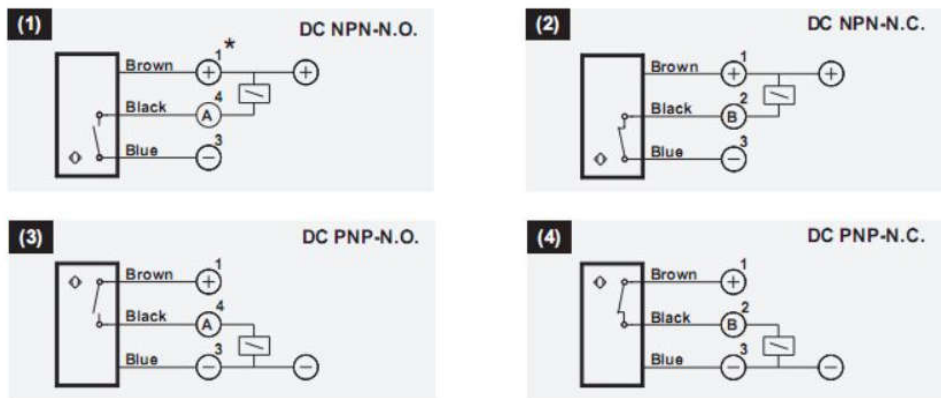 (1)
DC NPN-N.O.
Brown
1
*
+
+
Black
4
A
Blue
3
−
(2)
DC NPN-N.C.
Brown
1
+
+
Black
2
B
Blue
3
−
(3)
DC PNP-N.O.
Brown
1
+
Black
4
A
Blue
3
−
−
(4)
DC PNP-N.C.
Brown
1
+
Black
2
B
Blue
3
−
−